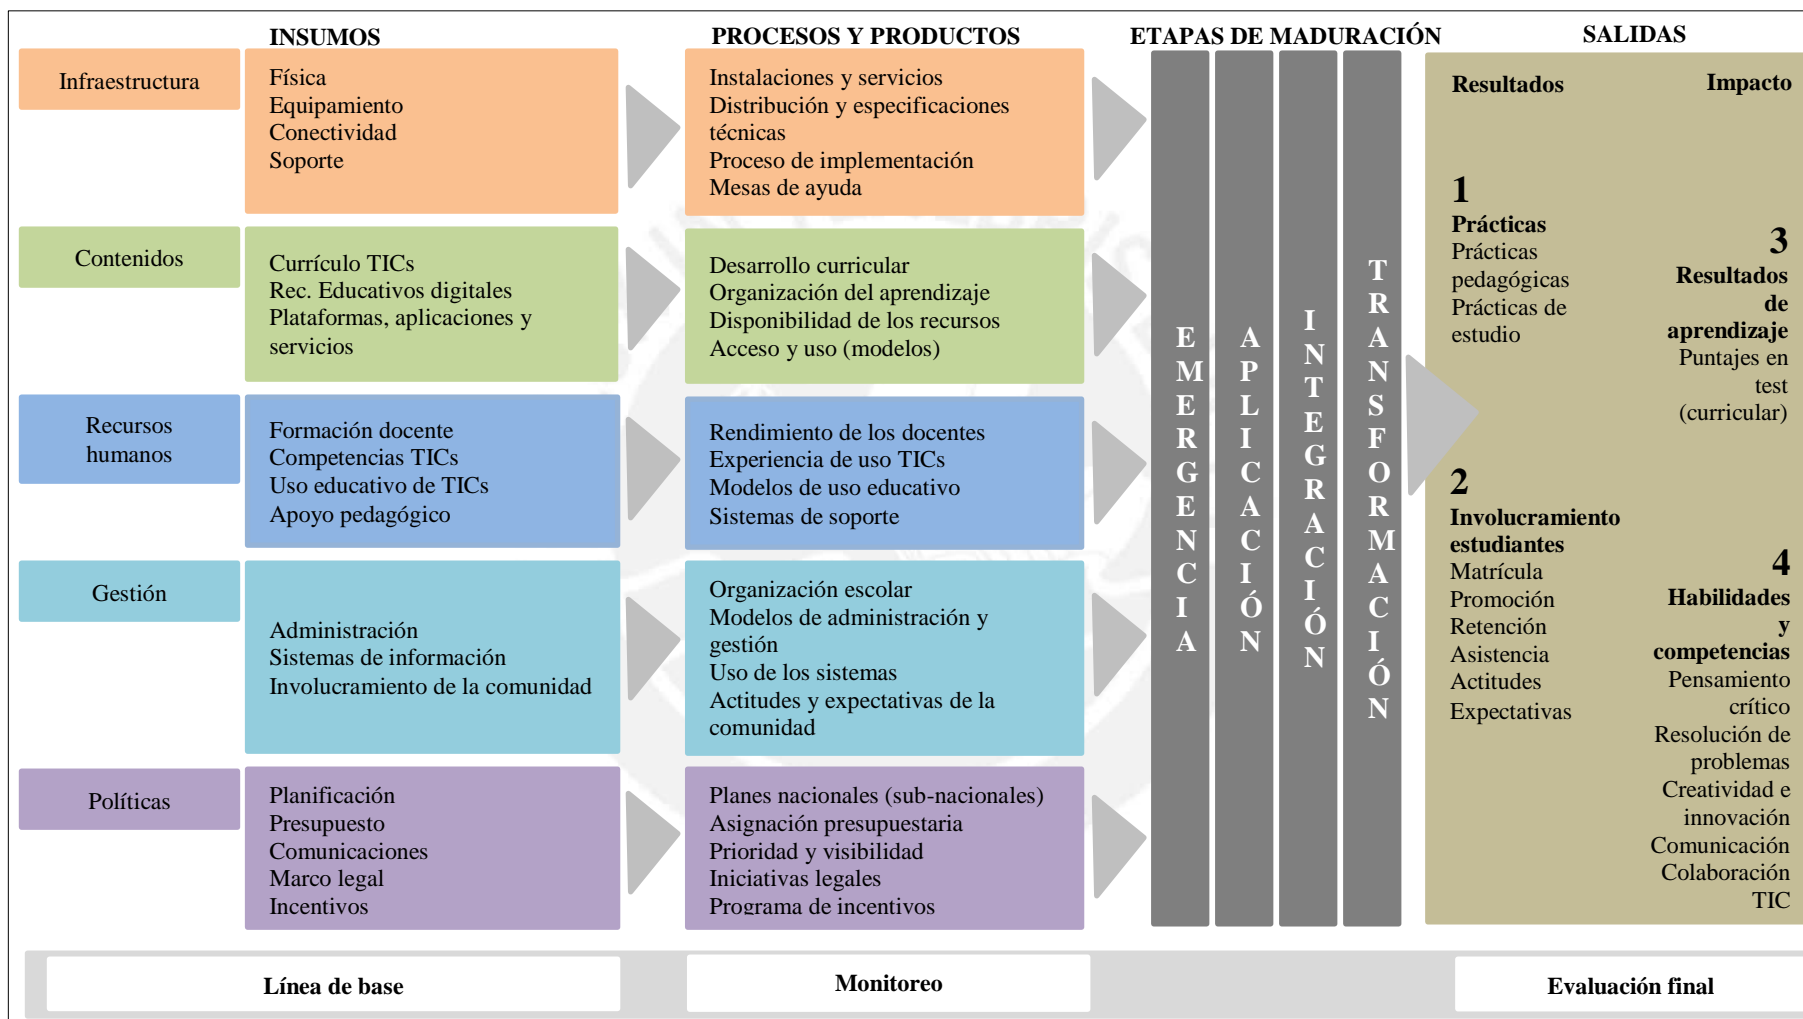 INSUMOS
PROCESOS Y PRODUCTOS
ETAPAS DE MADURACIÓN
SALIDAS
Infraestructura
Física
Equipamiento
Conectividad
Soporte
Instalaciones y servicios
Distribución y especificaciones
técnicas
Proceso de implementación
Mesas de ayuda
Contenidos
Currículo TICs
Rec. Educativos digitales
Plataformas, aplicaciones y
servicios
Desarrollo curricular
Organización del aprendizaje
Disponibilidad de los recursos
Acceso y uso (modelos)
Recursos
humanos
Formación docente
Competencias TICs
Uso educativo de TICs
Apoyo pedagógico
Rendimiento de los docentes
Experiencia de uso TICs
Modelos de uso educativo
Sistemas de soporte
Gestión
Administración
Sistemas de información
Involucramiento de la comunidad
Organización escolar
Modelos de administración y
gestión
Uso de los sistemas
Actitudes y expectativas de la
comunidad
Políticas
Planificación
Presupuesto
Comunicaciones
Marco legal
Incentivos
Planes nacionales (sub-nacionales)
Asignación presupuestaria
Prioridad y visibilidad
Iniciativas legales
Programa de incentivos
EMERGENCIA
APLICACIÓN
INTEGRACIÓN
TRANSFORMACIÓN
Resultados
Impacto
1
Prácticas
Prácticas
pedagógicas
Prácticas de
estudio
2
Involucramiento
estudiantes
Matrícula
Promoción
Retención
Asistencia
Actitudes
Expectativas
3
Resultados
de
aprendizaje
Puntajes en
test
(curricular)
4
Habilidades
y
competencias
Pensamiento
crítico
Resolución de
problemas
Creatividad e
innovación
Comunicación
Colaboración
TIC
Línea de base
Monitoreo
Evaluación final